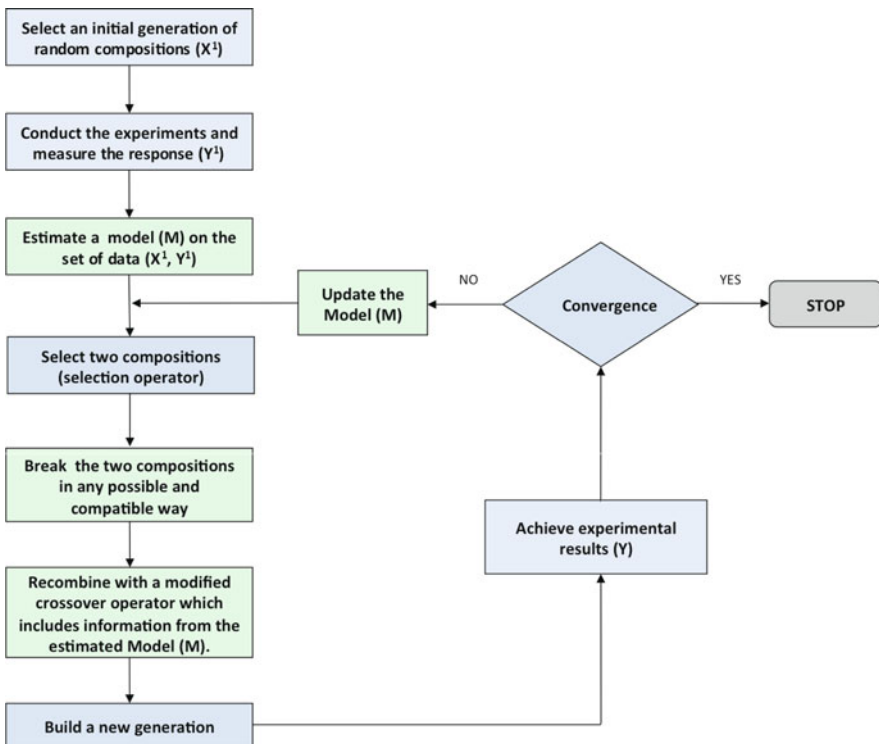 Select an initial generation of
random compositions (X¹)
Conduct the experiments and
measure the response (Y¹)
Estimate a model (M) on the
set of data (X¹, Y¹)
Select two compositions
(selection operator)
Break the two compositions
in any possible and
compatible way
Recombine with a modified
crossover operator which
includes information from the
estimated Model (M).
Build a new generation
Achieve experimental
results (Y)
Convergence
NO
Update the
Model (M)
YES
STOP